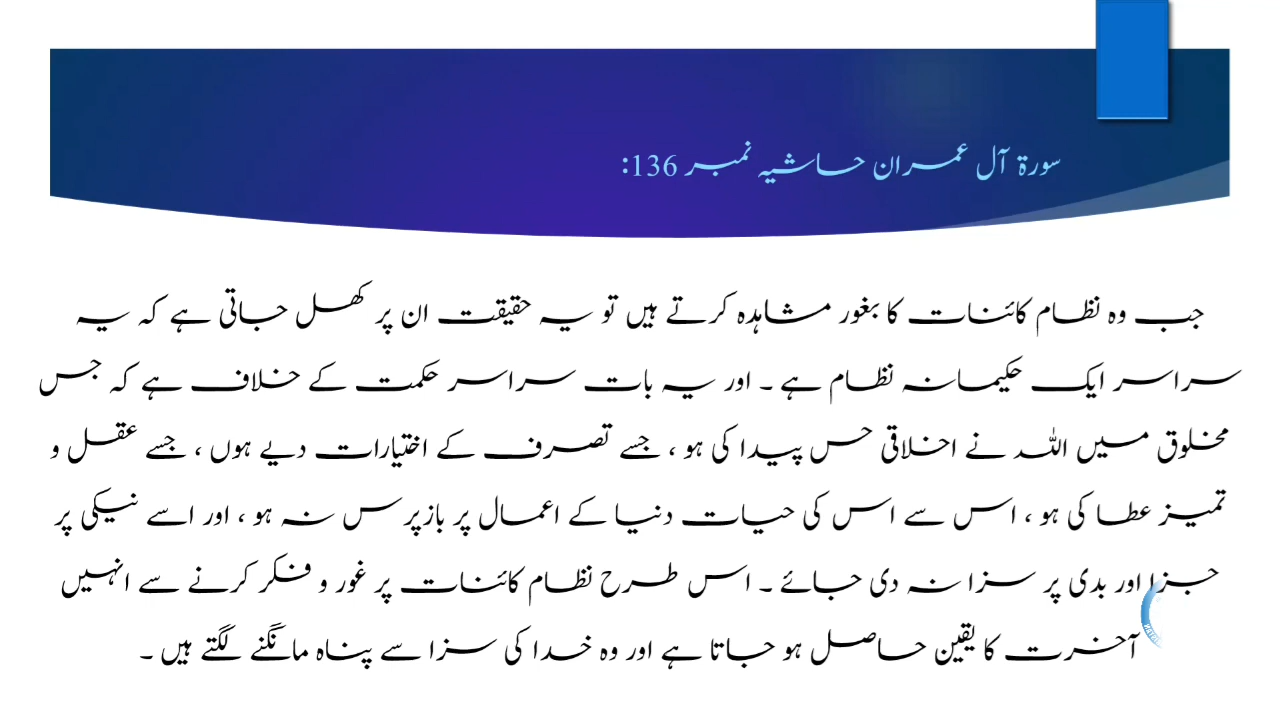 سورۃ آل عمران حاشیہ نمبر 136:
جب وہ نظام کائنات کا بغور مشاہدہ کرتے ہیں تو یہ حقیقت ان پر کھل جاتی ہے کہ یہ
سراسر ایک حکیمانہ نظام ہے ۔ اور یہ بات سراسر حکمت کے خلاف ہے کہ جس
مخلوق میں اللہ نے اخلاقی حس پیدا کی ہو ، جسے تصرف کے اختیارات دیے ہوں ، جسے عقل و
تمیز عطا کی ہو ، اس سے اس کی حیات دنیا کے اعمال پر بازپرس نہ ہو ، اور اسے نیکی پر
جزا اور بدی پر سزا نہ دی جائے ۔ اس طرح نظام کائنات پر غور و فکر کرنے سے انہیں
آخرت کا یقین حاصل ہو جاتا ہے اور وہ خدا کی سزا سے پناہ مانگنے لگتے ہیں ۔